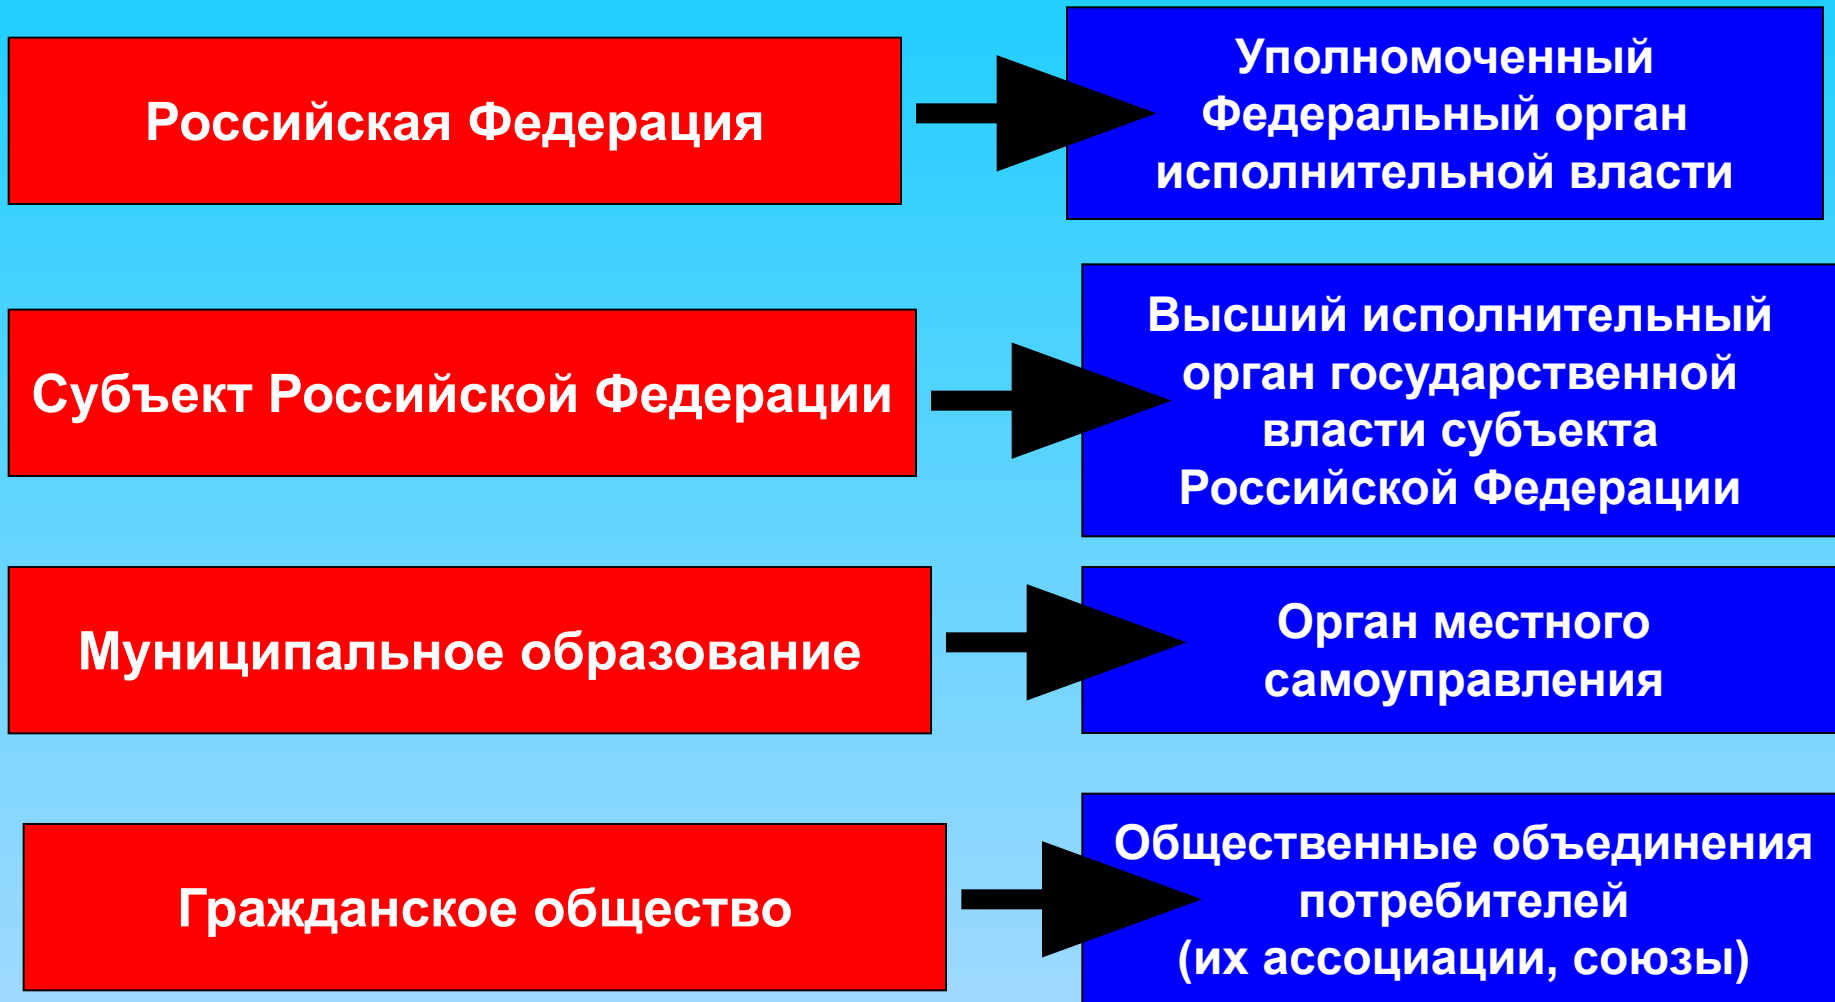 Российская Федерация
Уполномоченный
Федеральный орган
исполнительной власти
Субъект Российской Федерации
Высший исполнительный
орган государственной
власти субъекта
Российской Федерации
Муниципальное образование
Орган местного
самоуправления
Гражданское общество
Общественные объединения
потребителей
(их ассоциации, союзы)